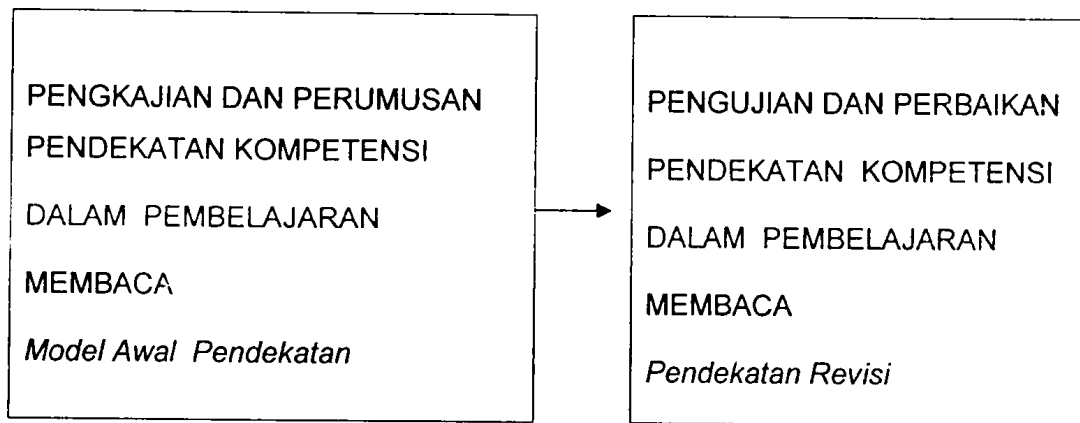 PENGKAJIAN DAN PERUMUSAN
PENDEKATAN KOMPETENSI
DALAM PEMBELAJARAN
MEMBACA
Model Awal Pendekatan
PENGUJIAN DAN PERBAIKAN
PENDEKATAN KOMPETENSI
DALAM PEMBELAJARAN
MEMBACA
Pendekatan Revisi